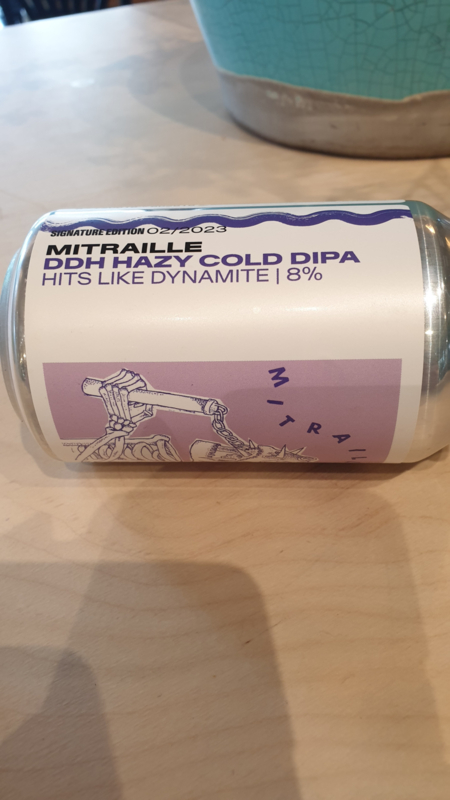 SIGNATURE EDITION 02/2023
MITRAILLE
DDH HAZY COLD DIPA
HITS LIKE DYNAMITE | 8%
MITRAIL